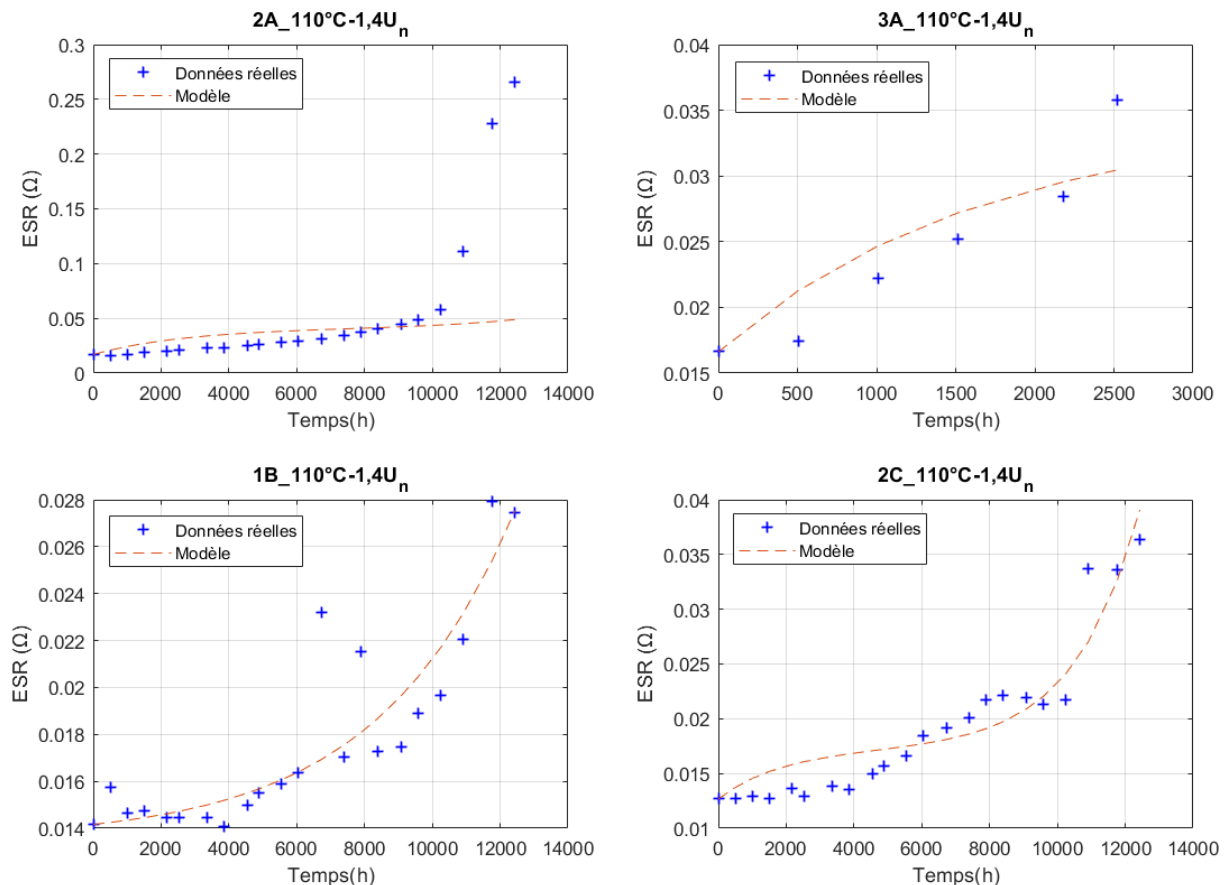 2A_110°C-1,4Uₙ
0.3
0.25
0.2
0.15
0.1
0.05
0
ESR (Ω)
Données réelles
Modèle
0 2000 4000 6000 8000 10000 12000 14000
Temps(h)
3A_110°C-1,4Uₙ
0.04
0.035
0.03
0.025
0.02
0.015
ESR (Ω)
Données réelles
Modèle
0 500 1000 1500 2000 2500 3000
Temps(h)
1B_110°C-1,4Uₙ
0.028
0.026
0.024
0.022
0.02
0.018
0.016
0.014
ESR (Ω)
Données réelles
Modèle
0 2000 4000 6000 8000 10000 12000 14000
Temps(h)
2C_110°C-1,4Uₙ
0.04
0.035
0.03
0.025
0.02
0.015
0.01
ESR (Ω)
Données réelles
Modèle
0 2000 4000 6000 8000 10000 12000 14000
Temps(h)